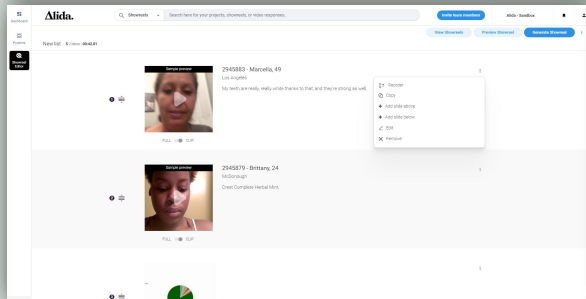 Alida.
Showreels
Search here for your projects, showreels, or video responses.
Invite team members
Alida - Sandbox
Dashboard
Projects
Showreel
Editor
View Showreels
Preview Showreel
Generate Showreel
New list
Sample preview
2945883 - Marcella, 49
Los Angeles
My teeth are really, really white thanks to that and they're strong as well.
FULL
CLIP
Reorder
Copy
Add slide above
Add slide below
Edit
Remove
1
Sample preview
2945879 - Brittany, 24
McDonough
Crest Complete Herbal Mint.
2
FULL
CLIP
3